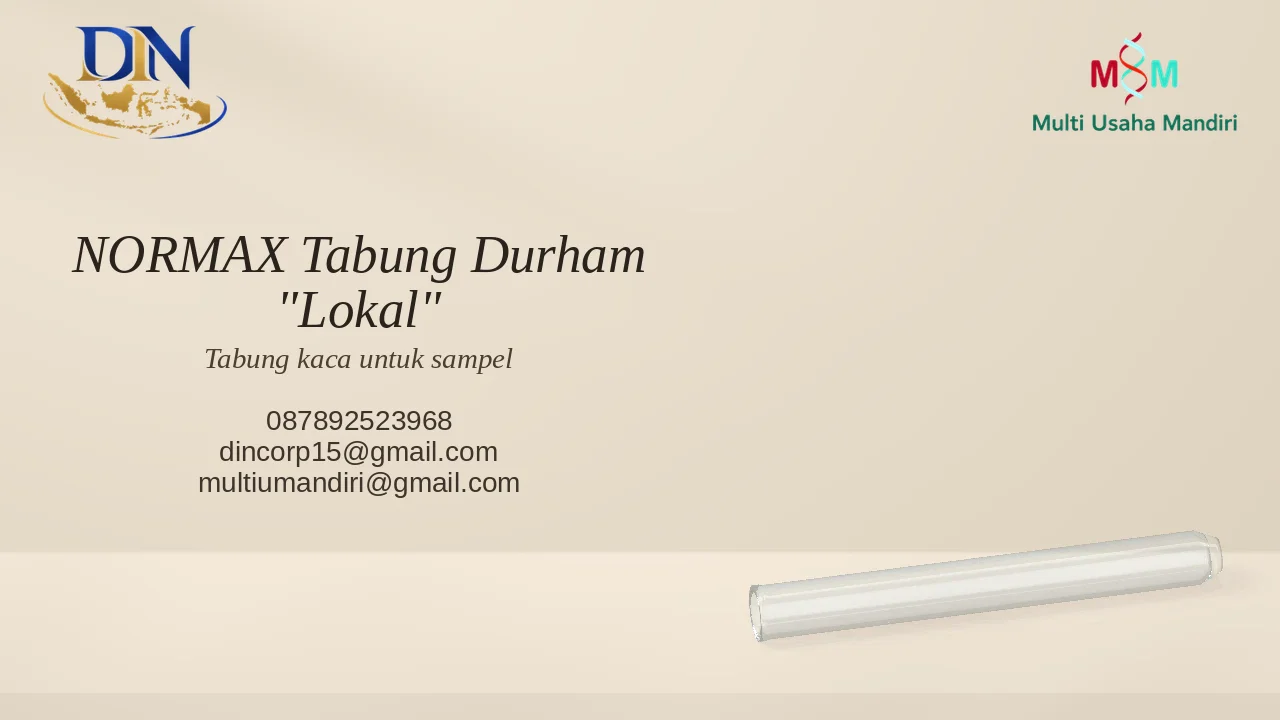 DN
M M
Multi Usaha Mandiri
NORMAX Tabung Durham
"Lokal"
Tabung kaca untuk sampel
087892523968
dincorp15@gmail.com
multiumandiri@gmail.com